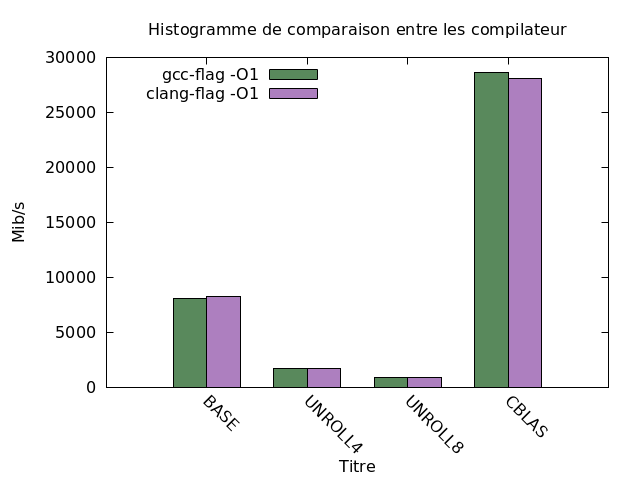 Histogramme de comparaison entre les compilateur
30000
25000
20000
15000
10000
5000
0
Mib/s
gcc-flag -O1
clang-flag -O1
BASE
UNROLL4
UNROLL8
CBLAS
Titre